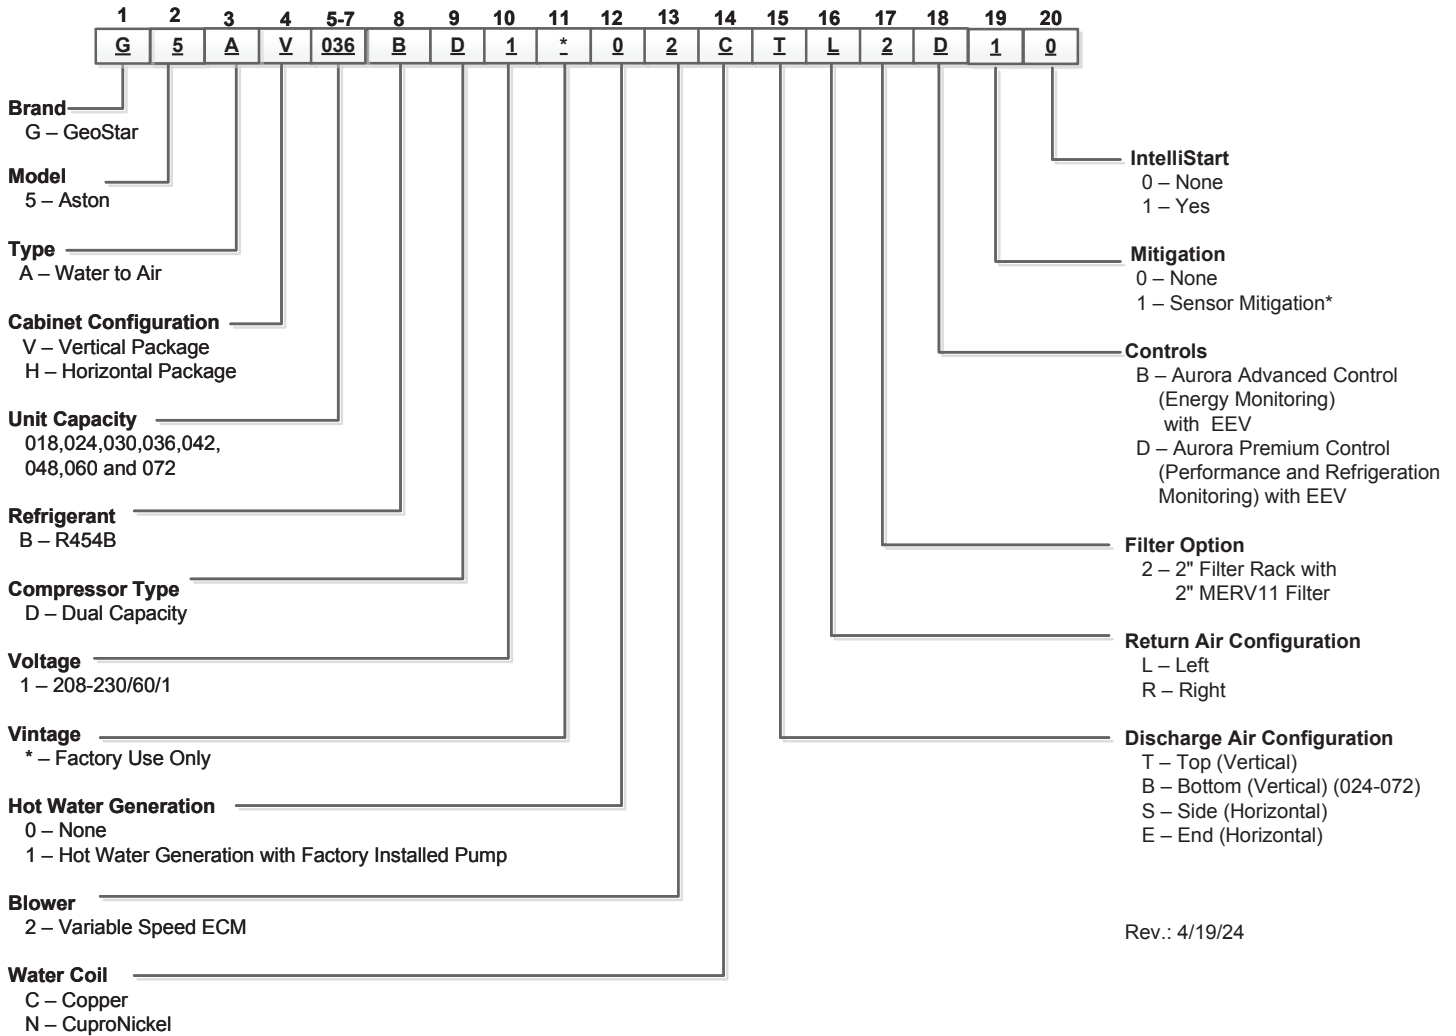 1 2 3 4 5-7 8 9 10 11 12 13 14 15 16 17 18 19 20
G 5 A V 036 B D 1 * 0 2 C T L 2 D 1 0
Brand
G – GeoStar
Model
5 – Aston
Type
A – Water to Air
Cabinet Configuration
V – Vertical Package
H – Horizontal Package
Unit Capacity
018,024,030,036,042,
048,060 and 072
Refrigerant
B – R454B
Compressor Type
D – Dual Capacity
Voltage
1 – 208-230/60/1
Vintage
* – Factory Use Only
Hot Water Generation
0 – None
1 – Hot Water Generation with Factory Installed Pump
Blower
2 – Variable Speed ECM
Water Coil
C – Copper
N – CuproNickel
IntelliStart
0 – None
1 – Yes
Mitigation
0 – None
1 – Sensor Mitigation*
Controls
B – Aurora Advanced Control
(Energy Monitoring)
with EEV
D – Aurora Premium Control
(Performance and Refrigeration
Monitoring) with EEV
Filter Option
2 – 2" Filter Rack with
2" MERV11 Filter
Return Air Configuration
L – Left
R – Right
Discharge Air Configuration
T – Top (Vertical)
B – Bottom (Vertical) (024-072)
S – Side (Horizontal)
E – End (Horizontal)
Rev.: 4/19/24